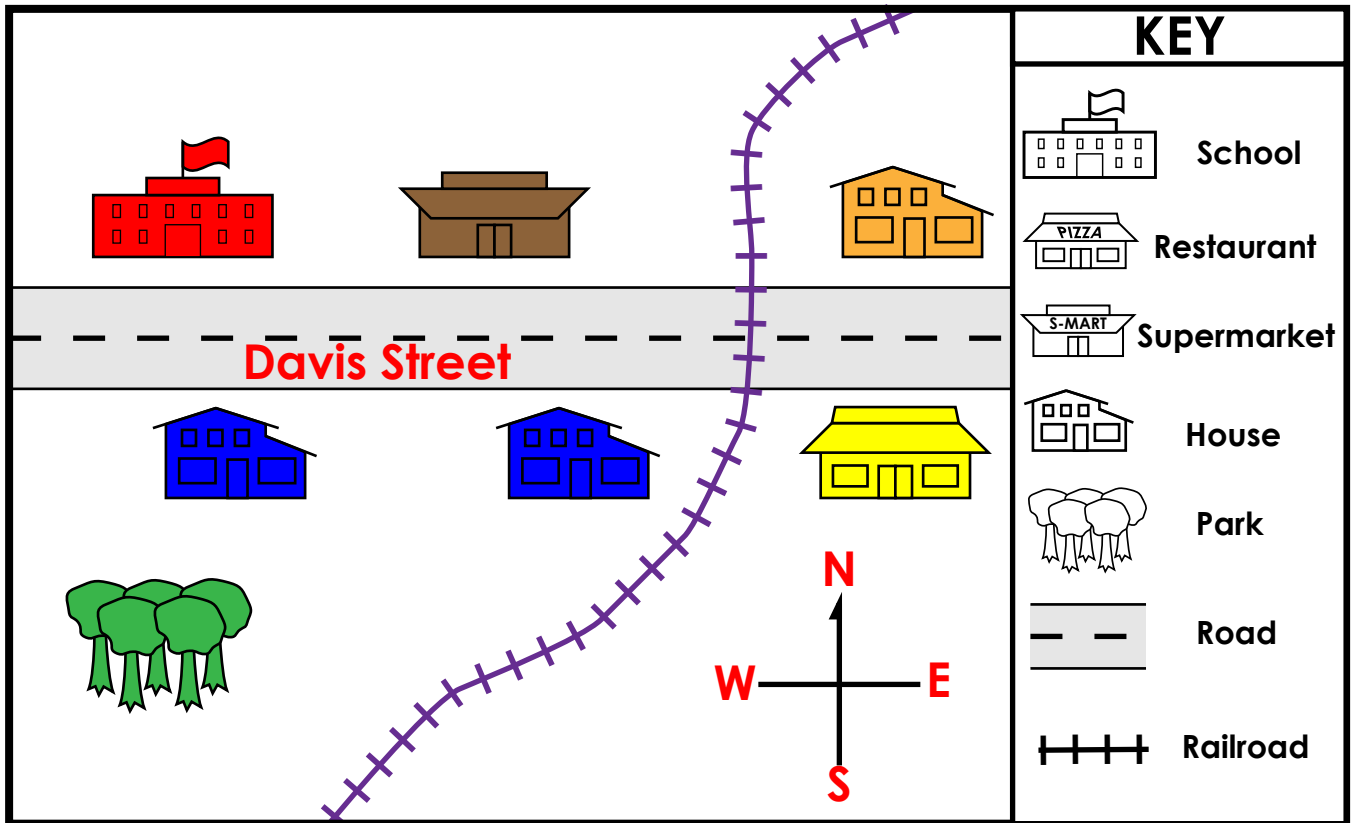 KEY
School
PIZZA
Restaurant
S-MART
Supermarket
Davis Street
House
Park
N
W
E
S
Road
Railroad